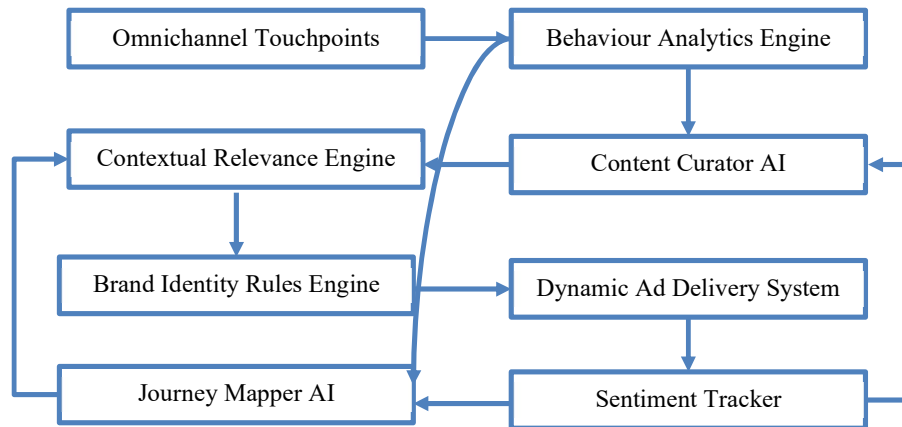 Omnichannel Touchpoints
Behaviour Analytics Engine
Contextual Relevance Engine
Content Curator AI
Brand Identity Rules Engine
Dynamic Ad Delivery System
Journey Mapper AI
Sentiment Tracker